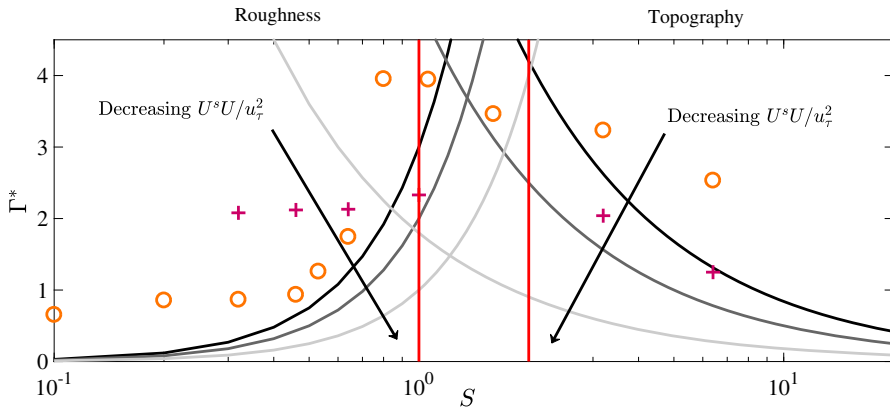 Roughness
Topography
Decreasing U^sU/u_τ^2
Decreasing U^sU/u_τ^2
Γ*
4
3
2
1
0
10^-1
10^0
10^1
S